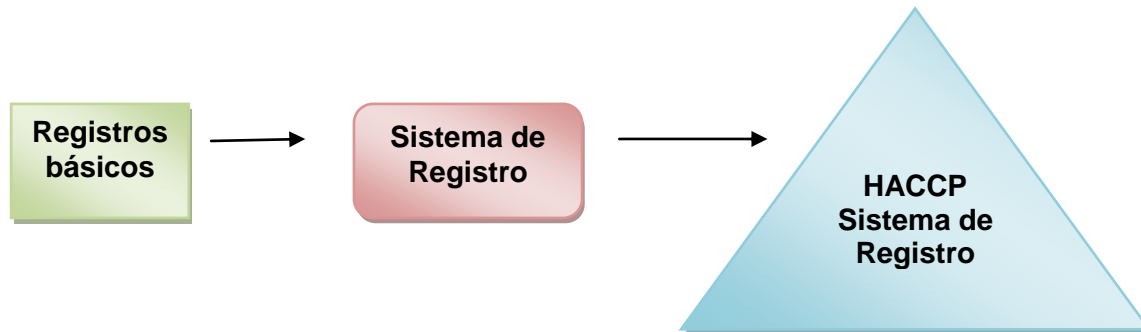 Registros
básicos
Sistema de
Registro
HACCP
Sistema de
Registro